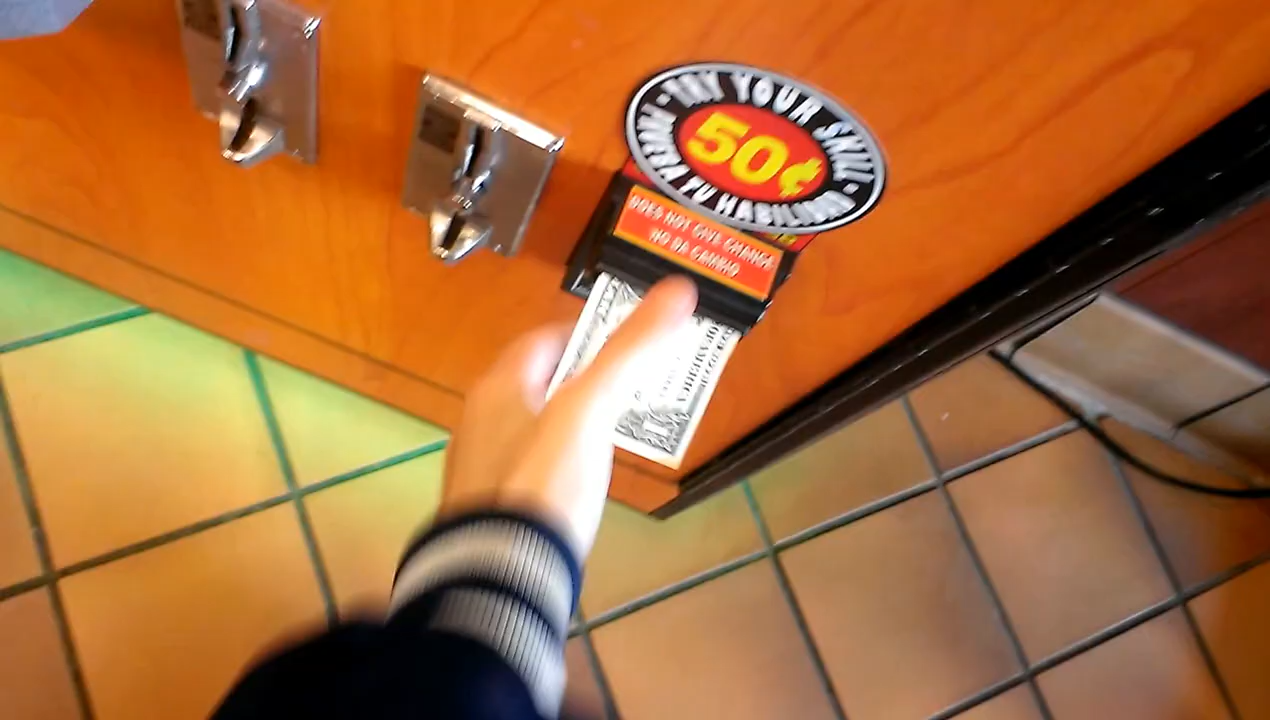 TRY YOUR SKILL
50¢
PRUEBA TU HABILIDAD
DOES NOT GIVE CHANGE
NO DA CAMBIO